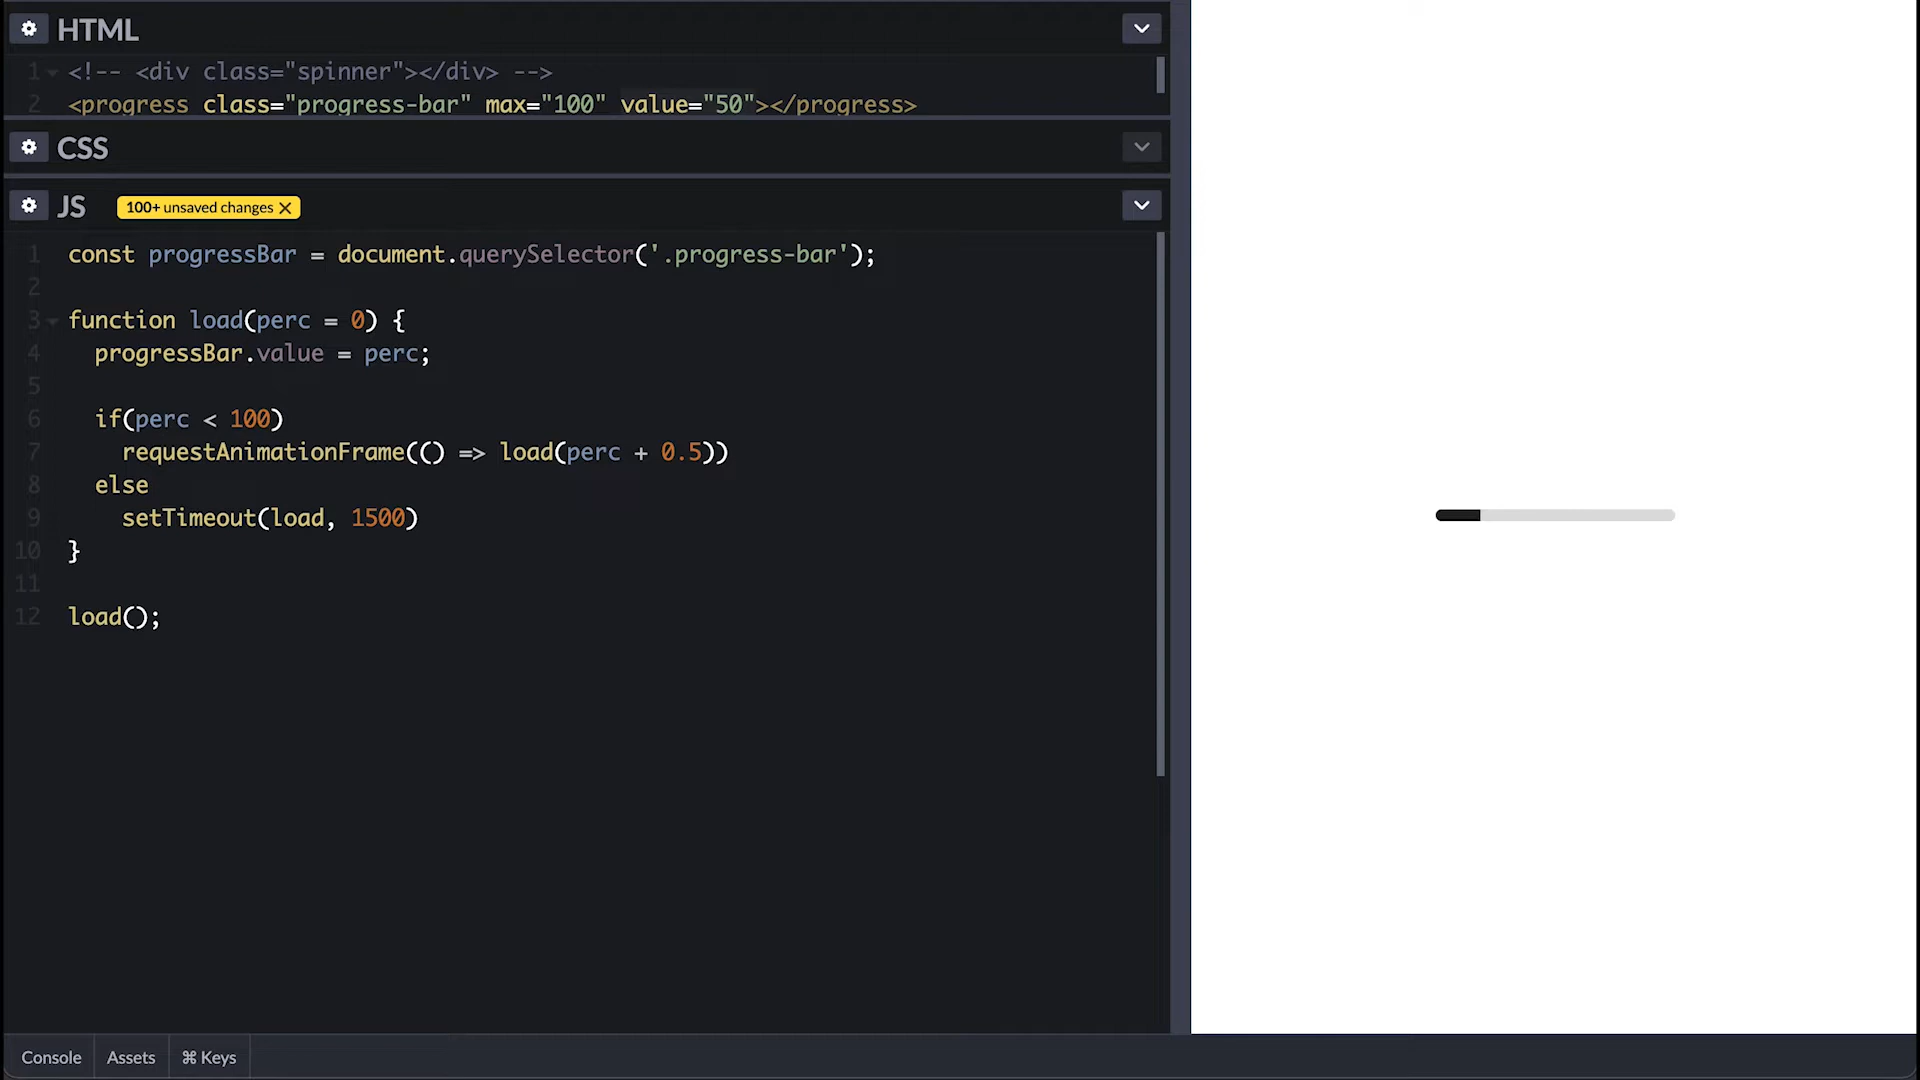 HTML
1 <!-- <div class="spinner"></div> -->
2 <progress class="progress-bar" max="100" value="50"></progress>
CSS
JS 100+ unsaved changes X
1 const progressBar = document.querySelector('.progress-bar');
2
3 function load(perc = 0) {
4 progressBar.value = perc;
5
6 if(perc < 100)
7 requestAnimationFrame(() => load(perc + 0.5))
8 else
9 setTimeout(load, 1500)
10 }
11
12 load();
Console Assets ⌘ Keys